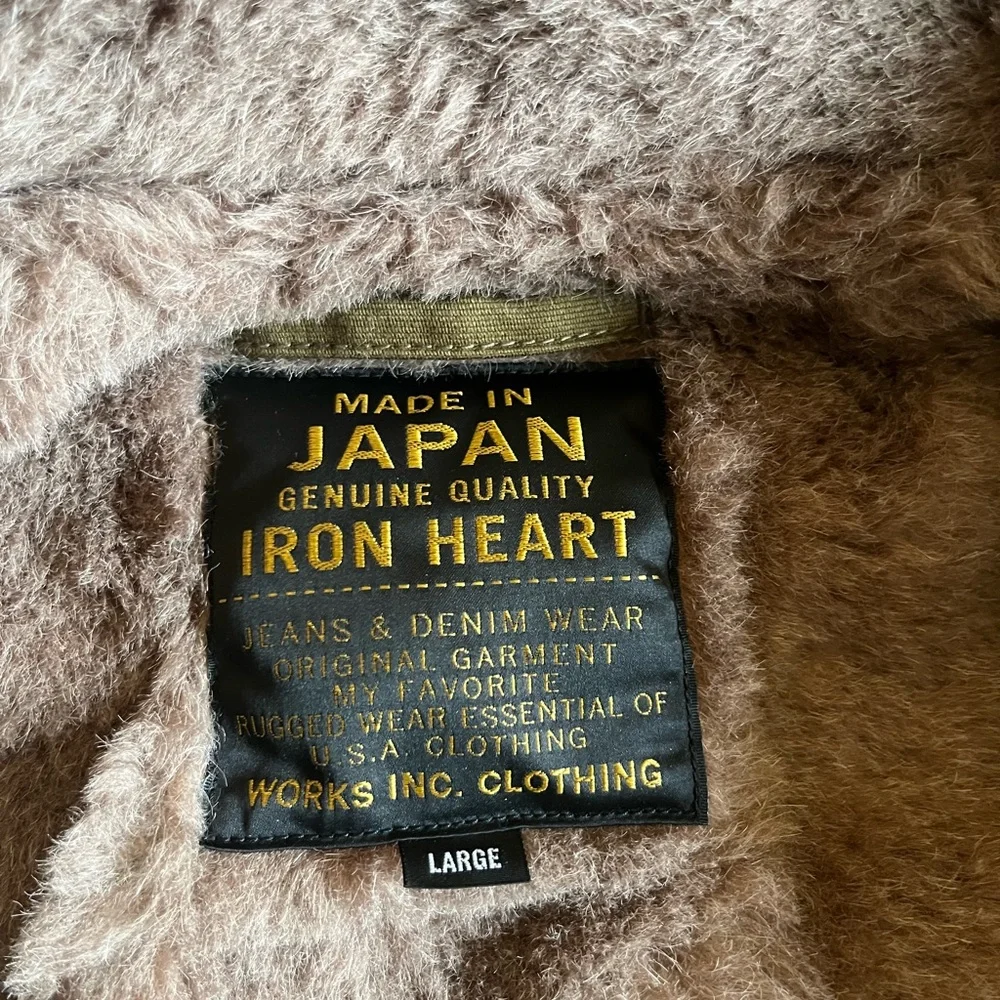 MADE IN
JAPAN
GENUINE QUALITY
IRON HEART
JEANS & DENIM WEAR
ORIGINAL GARMENT
MY FAVORITE
RUGGED WEAR ESSENTIAL OF
U.S.A. CLOTHING
WORKS INC. CLOTHING
LARGE